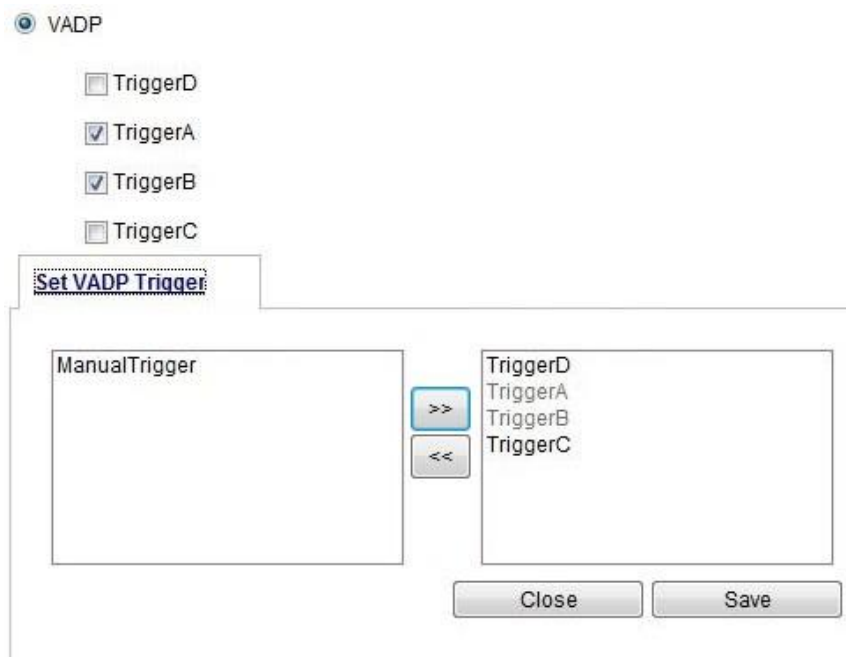 VADP
TriggerD
TriggerA
TriggerB
TriggerC
Set VADP Trigger
ManualTrigger
TriggerD
TriggerA
>>
TriggerB
<<
TriggerC
Close Save